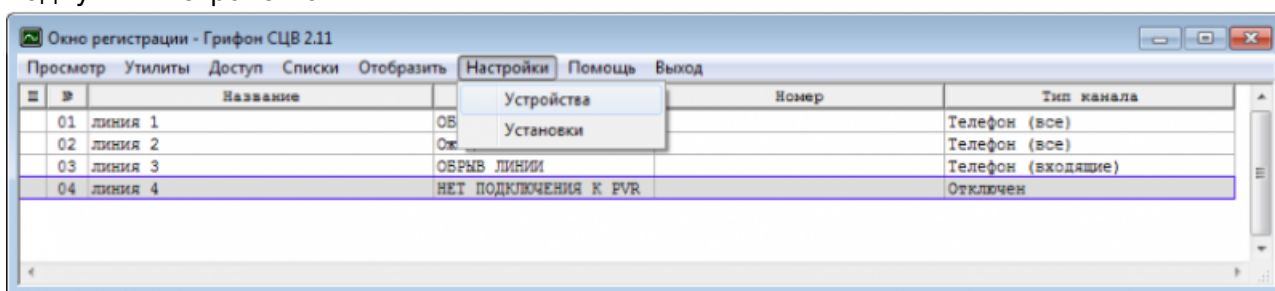 Окно регистрации - Грифон СЦВ 2.11
Просмотр Утилиты Доступ Списки Отобразить Настройки Помощь Выход
Название Номер Тип канала
Устройства
Установки
01 линия 1 ОБ Телефон (все)
02 линия 2 Ож Телефон (все)
03 линия 3 ОБРЫВ ЛИНИИ Телефон (входящие)
04 линия 4 НЕТ ПОДКЛЮЧЕНИЯ К PVR Отключен